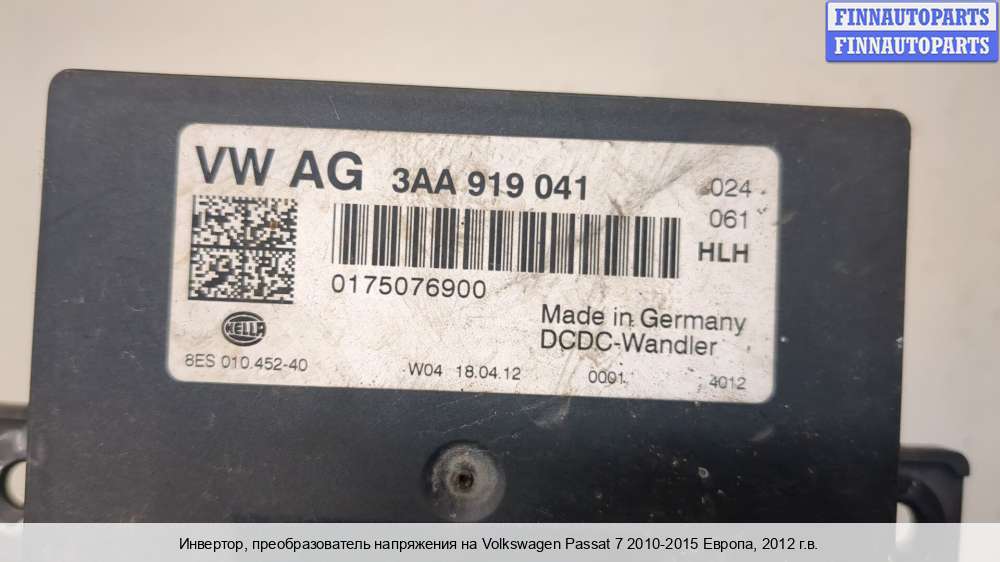 FINNAUTOPARTS
FINNAUTOPARTS
VW AG 3AA 919 041 024
061
HLH
0175076900
Made in Germany
DCDC-Wandler
HELLA
8ES 010.452-40 W04 18.04.12 0001 4012
Инвертор, преобразователь напряжения на Volkswagen Passat 7 2010-2015 Европа, 2012 г.в.